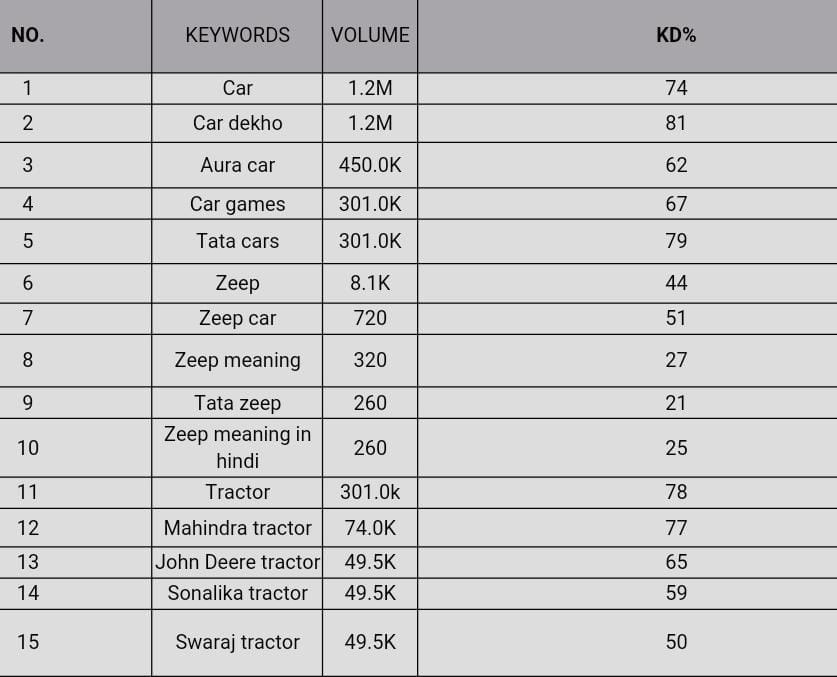 NO. KEYWORDS VOLUME KD%
1 Car 1.2M 74
2 Car dekho 1.2M 81
3 Aura car 450.0K 62
4 Car games 301.0K 67
5 Tata cars 301.0K 79
6 Zeep 8.1K 44
7 Zeep car 720 51
8 Zeep meaning 320 27
9 Tata zeep 260 21
10 Zeep meaning in
hindi 260 25
11 Tractor 301.0k 78
12 Mahindra tractor 74.0K 77
13 John Deere tractor 49.5K 65
14 Sonalika tractor 49.5K 59
15 Swaraj tractor 49.5K 50